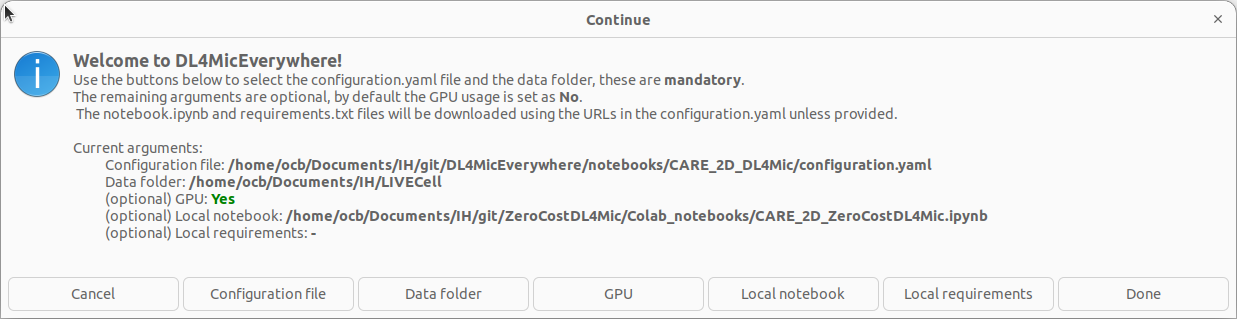 Continue
Welcome to DL4MicEverywhere!
Use the buttons below to select the configuration.yaml file and the data folder, these are mandatory.
The remaining arguments are optional, by default the GPU usage is set as No.
The notebook.ipynb and requirements.txt files will be downloaded using the URLs in the configuration.yaml unless provided.
Current arguments:
Configuration file: /home/ocb/Documents/IH/git/DL4MicEverywhere/notebooks/CARE_2D_DL4Mic/configuration.yaml
Data folder: /home/ocb/Documents/IH/LIVECell
(optional) GPU: Yes
(optional) Local notebook: /home/ocb/Documents/IH/git/ZeroCostDL4Mic/Colab_notebooks/CARE_2D_ZeroCostDL4Mic.ipynb
(optional) Local requirements: -
Cancel Configuration file Data folder GPU Local notebook Local requirements Done